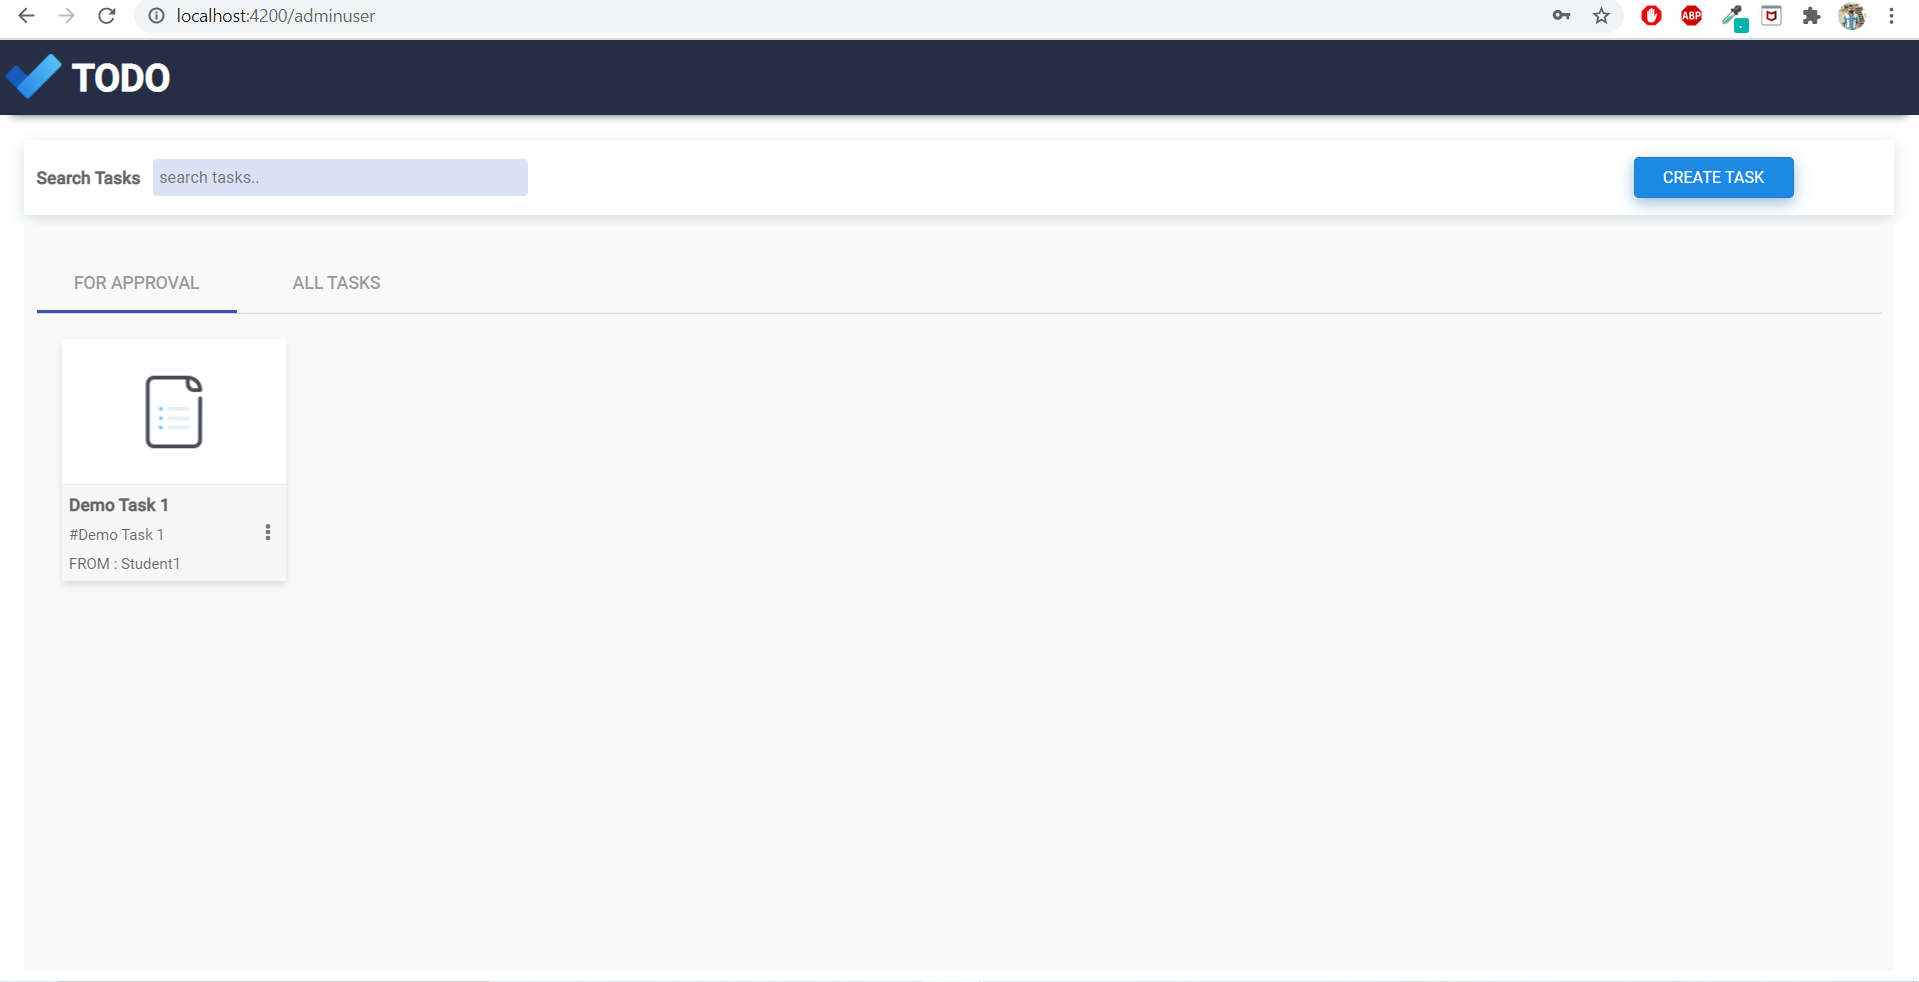 localhost:4200/adminuser
ABP
TODO
Search Tasks search tasks.. CREATE TASK
FOR APPROVAL ALL TASKS
Demo Task 1
#Demo Task 1
FROM : Student1